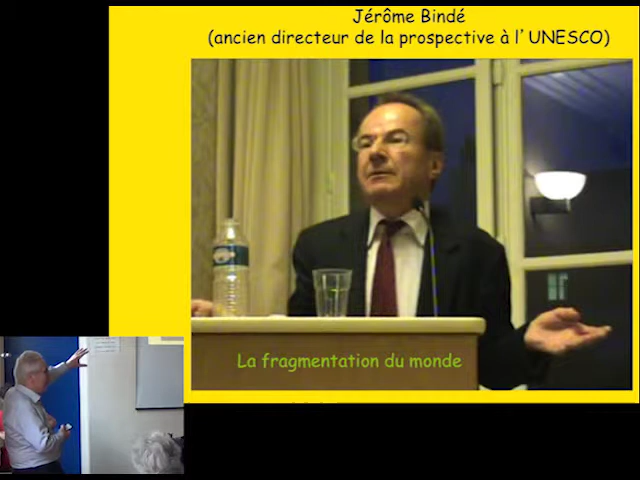 Jérôme Bindé
(ancien directeur de la prospective à l’UNESCO)
La fragmentation du monde